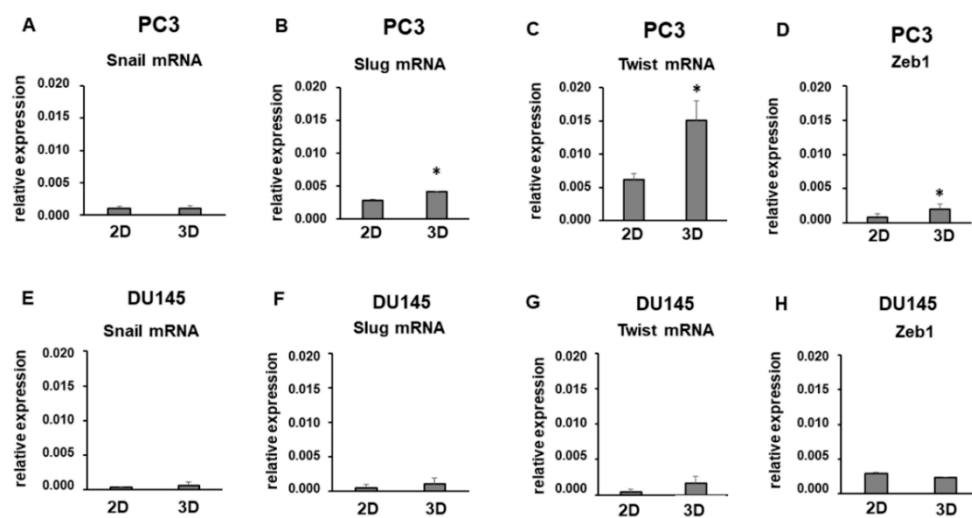 A
PC3
Snail mRNA
relative expression
0.020
0.015
0.010
0.005
0.000
2D
3D
B
PC3
Slug mRNA
relative expression
0.020
0.015
0.010
0.005
0.000
*
2D
3D
C
PC3
Twist mRNA
relative expression
0.020
0.015
0.010
0.005
0.000
*
2D
3D
D
PC3
Zeb1
relative expression
0.020
0.015
0.010
0.005
0.000
*
2D
3D
E
DU145
Snail mRNA
relative expression
0.020
0.015
0.010
0.005
0.000
2D
3D
F
DU145
Slug mRNA
relative expression
0.020
0.015
0.010
0.005
0.000
2D
3D
G
DU145
Twist mRNA
relative expression
0.020
0.015
0.010
0.005
0.000
2D
3D
H
DU145
Zeb1
relative expression
0.020
0.015
0.010
0.005
0.000
2D
3D